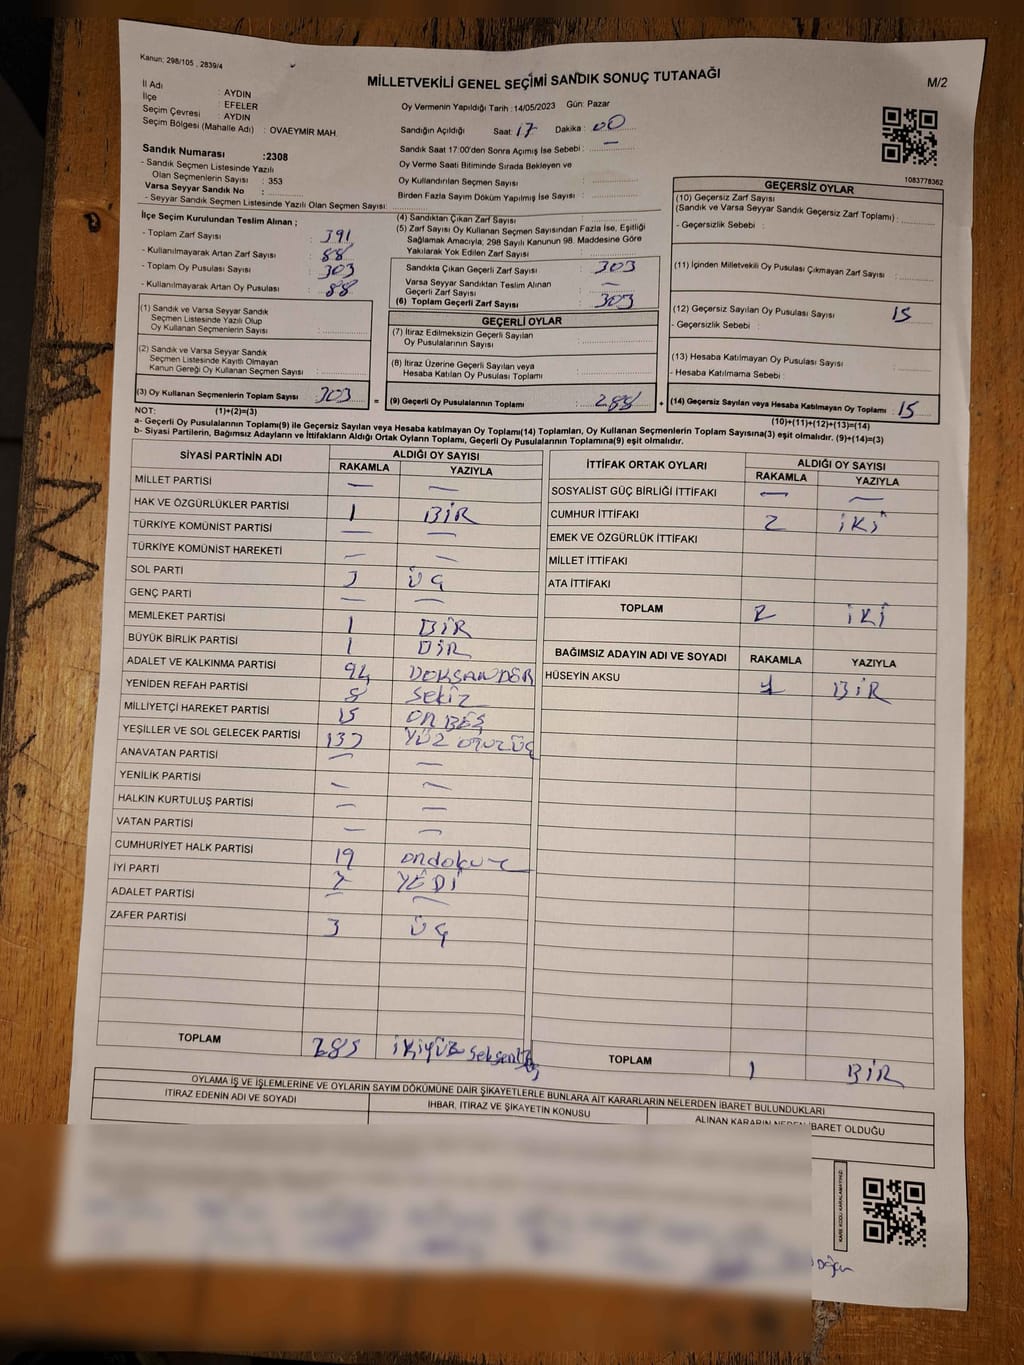 Kanun; 298/105 , 2839/4
MİLLETVEKİLİ GENEL SEÇİMİ SANDIK SONUÇ TUTANAĞI
M/2
İl Adı : AYDIN
İlçe : EFELER
Seçim Çevresi : AYDIN
Seçim Bölgesi (Mahalle Adı) : OVAEYMİR MAH.
Oy Vermenin Yapıldığı Tarih :14/05/2023 Gün: Pazar
Sandığın Açıldığı Saat: 17 Dakika : 00
Sandık Saat 17:00'den Sonra Açımış İse Sebebi : —
Oy Verme Saati Bitiminde Sırada Bekleyen ve
Oy Kullandırılan Seçmen Sayısı
Birden Fazla Sayım Döküm Yapılmış İse Sayısı
Sandık Numarası :2308
- Sandık Seçmen Listesinde Yazılı
Olan Seçmenlerin Sayısı : 353
Varsa Seyyar Sandık No :
- Seyyar Sandık Seçmen Listesinde Yazılı Olan Seçmen Sayısı:
1083778362
İlçe Seçim Kurulundan Teslim Alınan ;
- Toplam Zarf Sayısı : 391
- Kullanılmayarak Artan Zarf Sayısı : 88
- Toplam Oy Pusulası Sayısı : 303
- Kullanılmayarak Artan Oy Pusulası : 88
(1) Sandık ve Varsa Seyyar Sandık
Seçmen Listesinde Yazılı Olup
Oy Kullanan Seçmenlerin Sayısı :
(2) Sandık ve Varsa Seyyar Sandık
Seçmen Listesinde Kayıtlı Olmayan
Kanun Gereği Oy Kullanan Seçmen Sayısı :
(3) Oy Kullanan Seçmenlerin Toplam Sayısı 303 =
(4) Sandıktan Çıkan Zarf Sayısı :
(5) Zarf Sayısı Oy Kullanan Seçmen Sayısından Fazla İse, Eşitliği
Sağlamak Amacıyla; 298 Sayılı Kanunun 98. Maddesine Göre
Yakılarak Yok Edilen Zarf Sayısı
Sandıkta Çıkan Geçerli Zarf Sayısı : 303
Varsa Seyyar Sandıktan Teslim Alınan
Geçerli Zarf Sayısı : —
(6) Toplam Geçerli Zarf Sayısı : 303
GEÇERLİ OYLAR
(7) İtiraz Edilmeksizin Geçerli Sayılan
Oy Pusulalarının Sayısı :
(8) İtiraz Üzerine Geçerli Sayılan veya
Hesaba Katılan Oy Pusulası Toplamı
(9) Geçerli Oy Pusulalarının Toplamı : 288 +
GEÇERSİZ OYLAR
(10) Geçersiz Zarf Sayısı
(Sandık ve Varsa Seyyar Sandık Geçersiz Zarf Toplamı) :
- Geçersiz Sebebi :
(11) İçinden Milletvekili Oy Pusulası Çıkmayan Zarf Sayısı :
(12) Geçersiz Sayılan Oy Pusulası Sayısı : 15
- Geçersizlik Sebebi :
(13) Hesaba Katılmayan Oy Pusulası Sayısı :
- Hesaba Katılmama Sebebi :
(14) Geçersiz Sayılan veya Hesaba Katılmayan Oy Toplamı : 15
NOT: (1)+(2)=(3)
(10)+(11)+(12)+(13)=(14)
a- Geçerli Oy Pusulalarının Toplamı(9) ile Geçersiz Sayılan veya Hesaba katılmayan Oy Toplamı(14) Toplamları, Oy Kullanan Seçmenlerin Toplam Sayısına(3) eşit olmalıdır. (9)+(14)=(3)
b- Siyasi Partilerin, Bağımsız Adayların ve İttifakların Aldığı Ortak Oyların Toplamı, Geçerli Oy Pusulalarının Toplamına(9) eşit olmalıdır.
SİYASİ PARTİNİN ADI ALDIĞI OY SAYISI
RAKAMLA YAZIYLA
MİLLET PARTİSİ — —
HAK VE ÖZGÜRLÜKLER PARTİSİ 1 BİR
TÜRKİYE KOMÜNİST PARTİSİ — —
TÜRKİYE KOMÜNİST HAREKETİ — —
SOL PARTİ 3 ÜÇ
GENÇ PARTİ — —
MEMLEKET PARTİSİ 1 BİR
BÜYÜK BİRLİK PARTİSİ 1 BİR
ADALET VE KALKINMA PARTİSİ 94 DOKSANDÖR
YENİDEN REFAH PARTİSİ 8 Sekiz
MİLLİYETÇİ HAREKET PARTİSİ 15 ON BEŞ
YEŞİLLER VE SOL GELECEK PARTİSİ 133 YÜZ OTUZ ÜÇ
ANAVATAN PARTİSİ — —
YENİLİK PARTİSİ — —
HALKIN KURTULUŞ PARTİSİ — —
VATAN PARTİSİ — —
CUMHURİYET HALK PARTİSİ 19 ondokuz
İYİ PARTİ 7 YEDİ
ADALET PARTİSİ — —
ZAFER PARTİSİ 3 ÜÇ
TOPLAM 285 ikiyüz seksenbeş
İTTİFAK ORTAK OYLARI ALDIĞI OY SAYISI
RAKAMLA YAZIYLA
SOSYALİST GÜÇ BİRLİĞİ İTTİFAKI — —
CUMHUR İTTİFAKI 2 İKİ
EMEK VE ÖZGÜRLÜK İTTİFAKI
MİLLET İTTİFAKI
ATA İTTİFAKI
TOPLAM 2 İKİ
BAĞIMSIZ ADAYIN ADI VE SOYADI RAKAMLA YAZIYLA
HÜSEYİN AKSU 1 BİR
TOPLAM 1 BİR
OYLAMA İŞ VE İŞLEMLERİNE VE OYLARIN SAYIM DÖKÜMÜNE DAİR ŞİKAYETLERLE BUNLARA AİT KARARLARIN NELERDEN İBARET BULUNDUKLARI
İTİRAZ EDENİN ADI VE SOYADI
İHBAR, İTİRAZ VE ŞİKAYETİN KONUSU
ALINAN KARARIN NEDEN İBARET OLDUĞU
KARE KODU KARALAMAYINIZ!